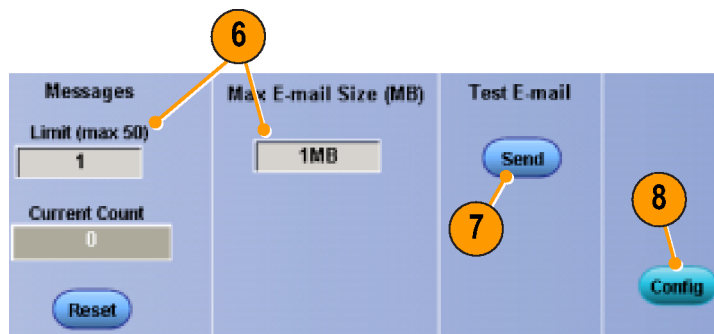 6
Messages
Limit (max 50)
1
Current Count
0
Reset
Max E-mail Size (MB)
1MB
Test E-mail
Send
7
8
Config